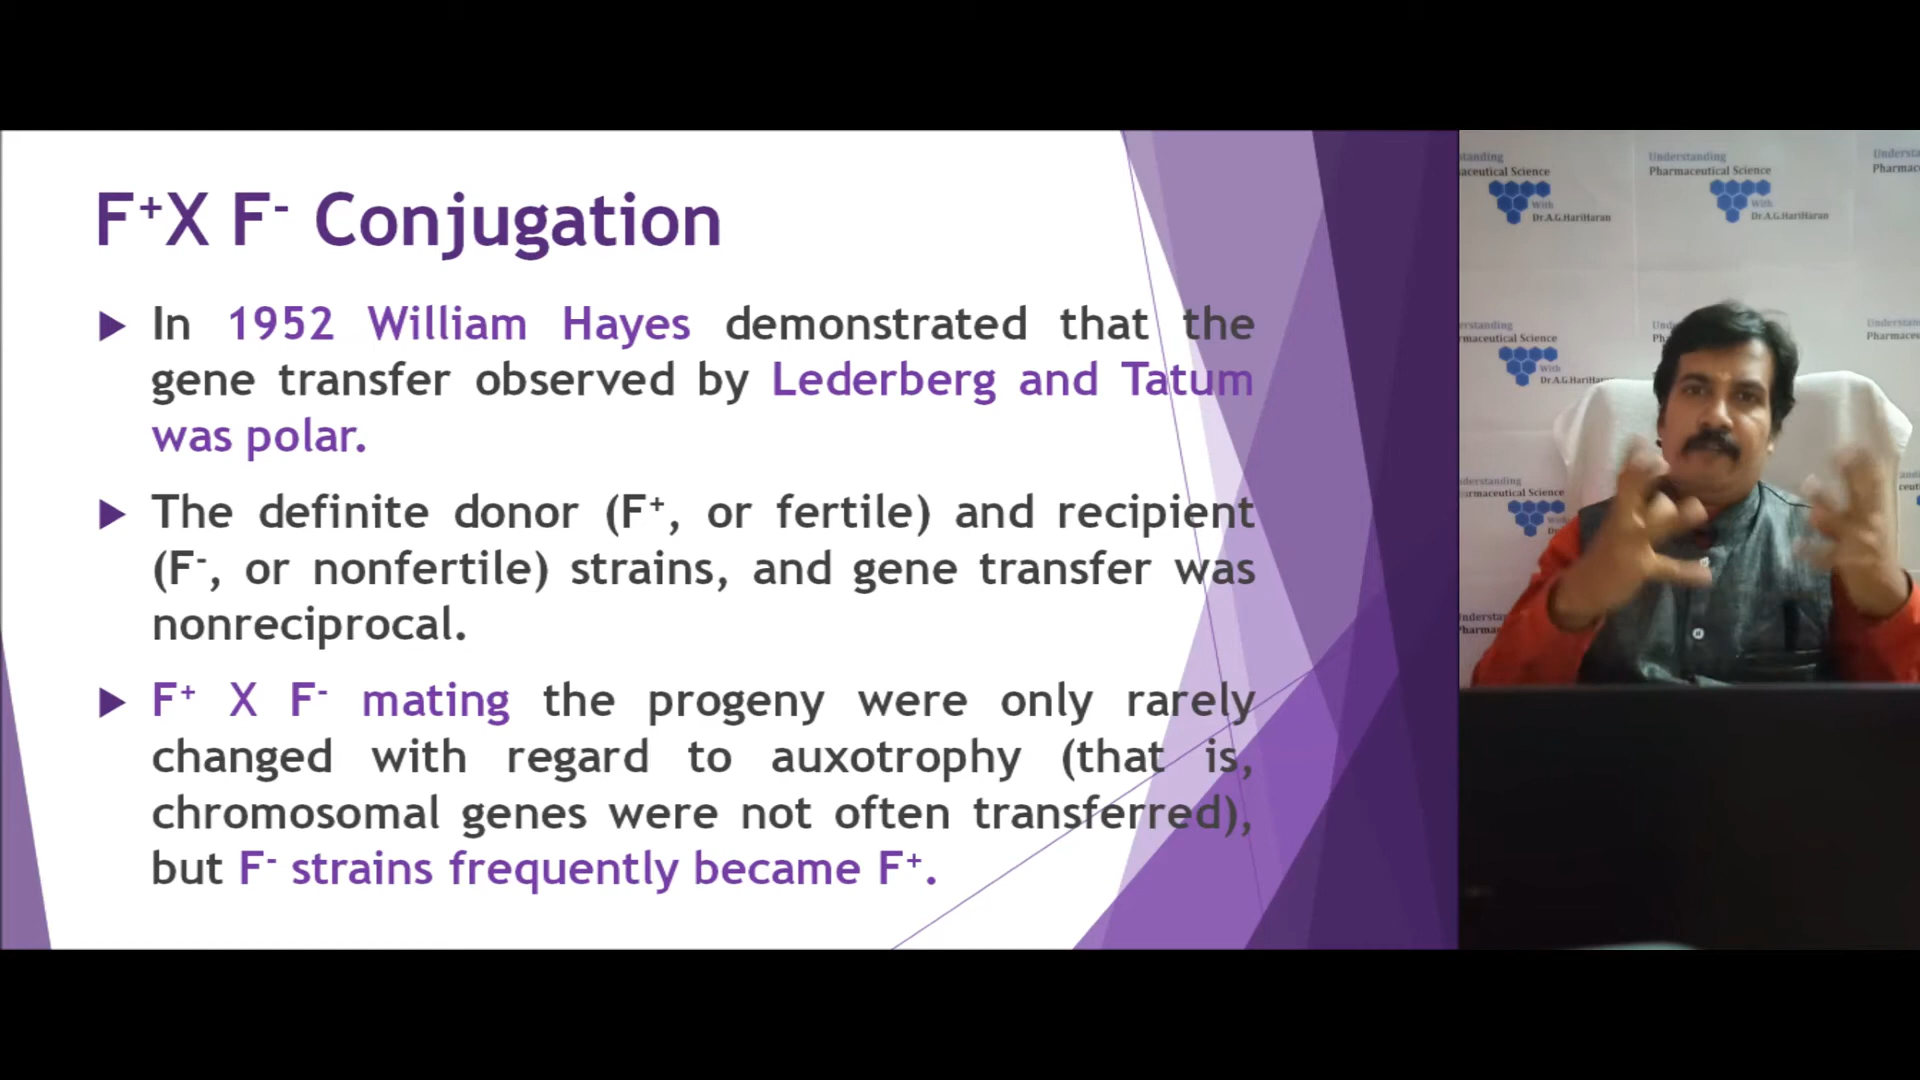 F⁺X F⁻ Conjugation
In 1952 William Hayes demonstrated that the
gene transfer observed by Lederberg and Tatum
was polar.
The definite donor (F⁺, or fertile) and recipient
(F⁻, or nonfertile) strains, and gene transfer was
nonreciprocal.
F⁺ X F⁻ mating the progeny were only rarely
changed with regard to auxotrophy (that is,
chromosomal genes were not often transferred),
but F⁻ strains frequently became F⁺.
Understanding
Pharmaceutical Science
With
Dr.A.G.HariHaran